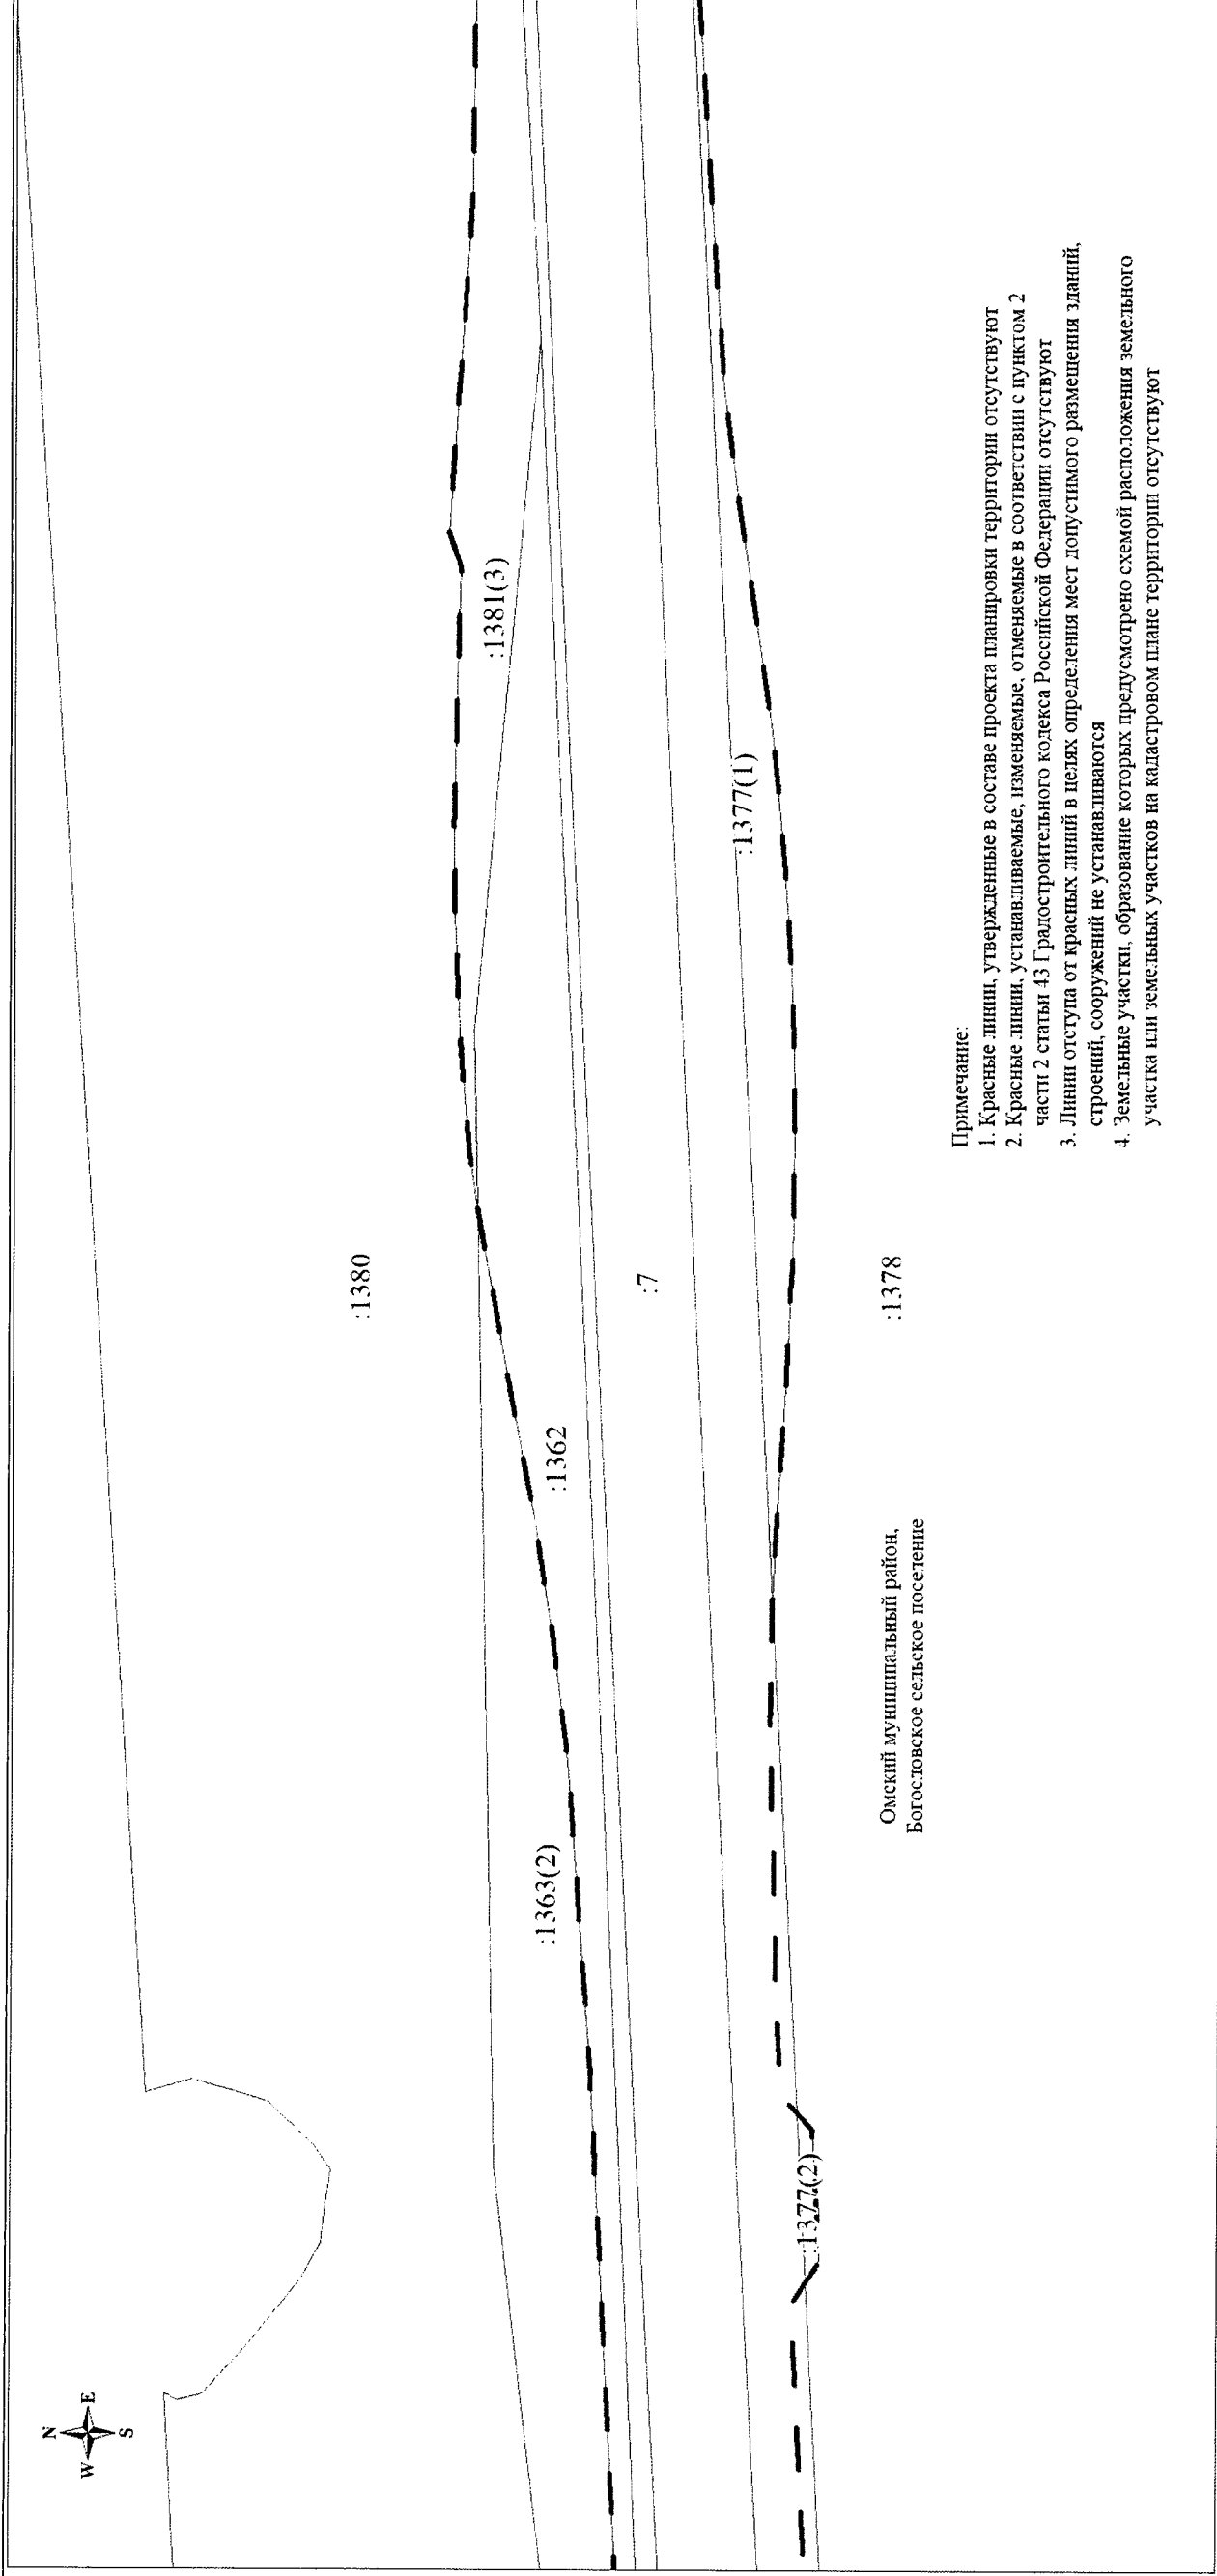 N
W E
S
:1380
:1381(3)
:1362
:1363(2)
:7
:1377(1)
:1377(2)
:1378
Омский муниципальный район,
Богословское сельское поселение
Примечание:
1. Красные линии, утвержденные в составе проекта планировки территории отсутствуют
2. Красные линии, устанавливаемые, изменяемые, отменяемые в соответствии с пунктом 2
части 2 статьи 43 Градостроительного кодекса Российской Федерации отсутствуют
3. Линии отступа от красных линий в целях определения мест допустимого размещения зданий,
строений, сооружений не устанавливаются
4. Земельные участки, образование которых предусмотрено схемой расположения земельного
участка или земельных участков на кадастровом плане территории отсутствуют